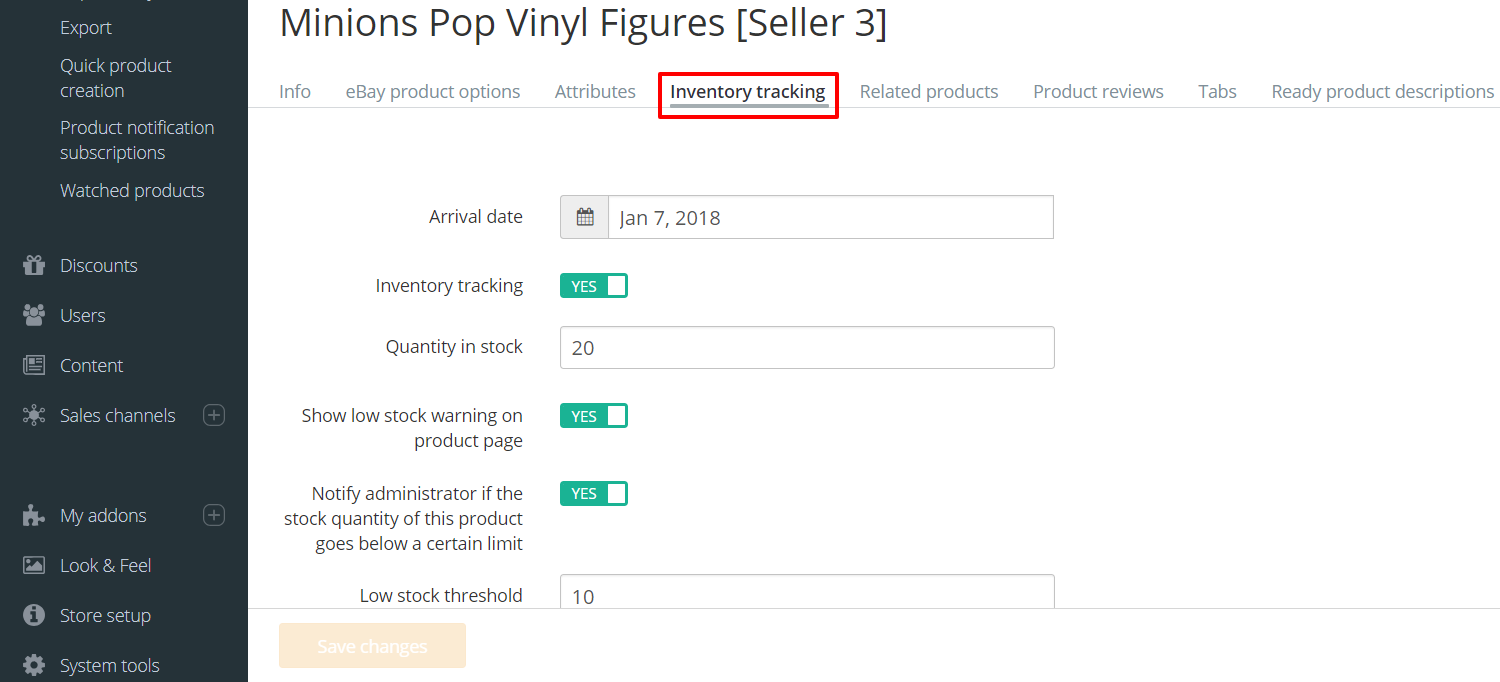 Export
Quick product
creation
Product notification
subscriptions
Watched products
Discounts
Users
Content
Sales channels
My addons
Look & Feel
Store setup
System tools
Minions Pop Vinyl Figures [Seller 3]
Info eBay product options Attributes Inventory tracking Related products Product reviews Tabs Ready product descriptions
Arrival date Jan 7, 2018
Inventory tracking YES
Quantity in stock 20
Show low stock warning on YES
product page
Notify administrator if the YES
stock quantity of this product
goes below a certain limit
Low stock threshold 10
Save changes